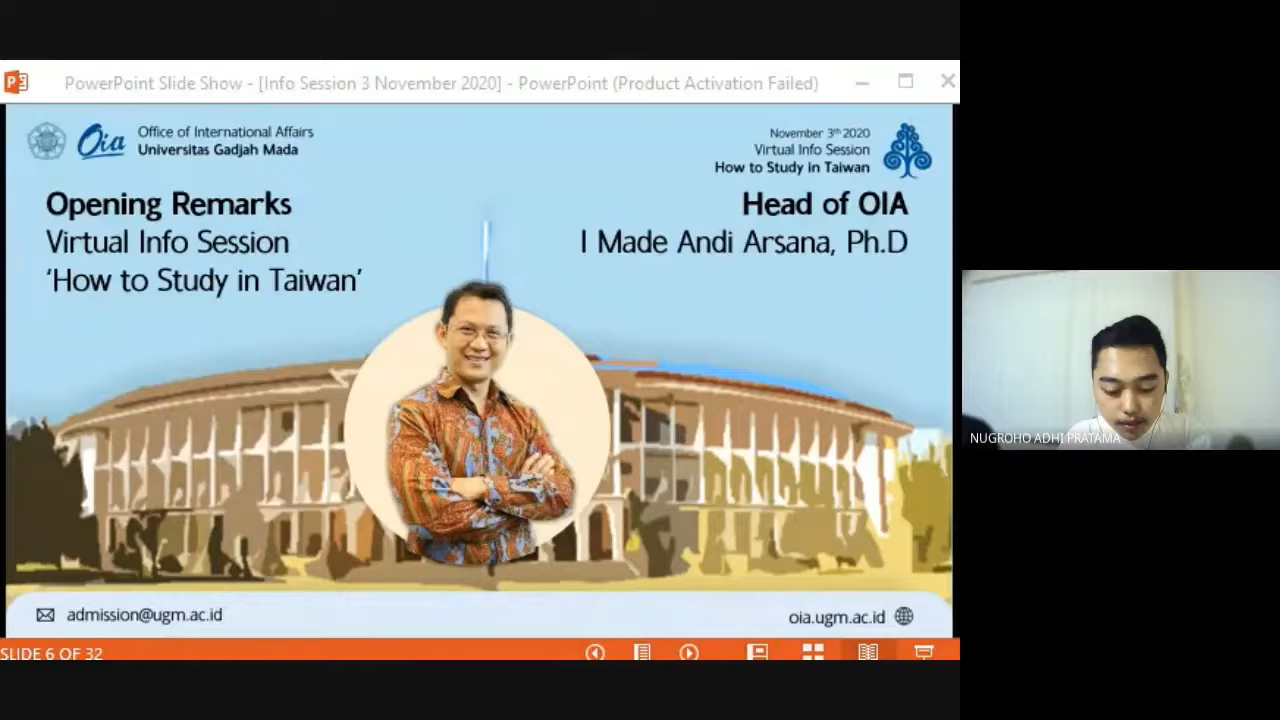 PowerPoint Slide Show - [Info Session 3 November 2020] - PowerPoint (Product Activation Failed)
Oia
Office of International Affairs
Universitas Gadjah Mada
November 3th 2020
Virtual Info Session
How to Study in Taiwan
Opening Remarks
Virtual Info Session
‘How to Study in Taiwan’
Head of OIA
I Made Andi Arsana, Ph.D
NUGROHO ADHI PRATAMA
admission@ugm.ac.id
oia.ugm.ac.id
SLIDE 6 OF 32